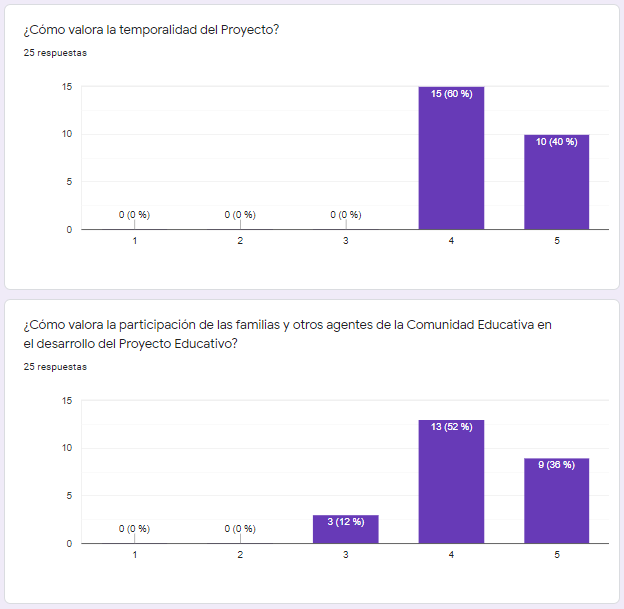 ¿Cómo valora la temporalidad del Proyecto?
25 respuestas
15
10
5
0
0 (0 %)
0 (0 %)
0 (0 %)
15 (60 %)
10 (40 %)
1
2
3
4
5
¿Cómo valora la participación de las familias y otros agentes de la Comunidad Educativa en
el desarrollo del Proyecto Educativo?
25 respuestas
15
10
5
0
0 (0 %)
0 (0 %)
3 (12 %)
13 (52 %)
9 (36 %)
1
2
3
4
5